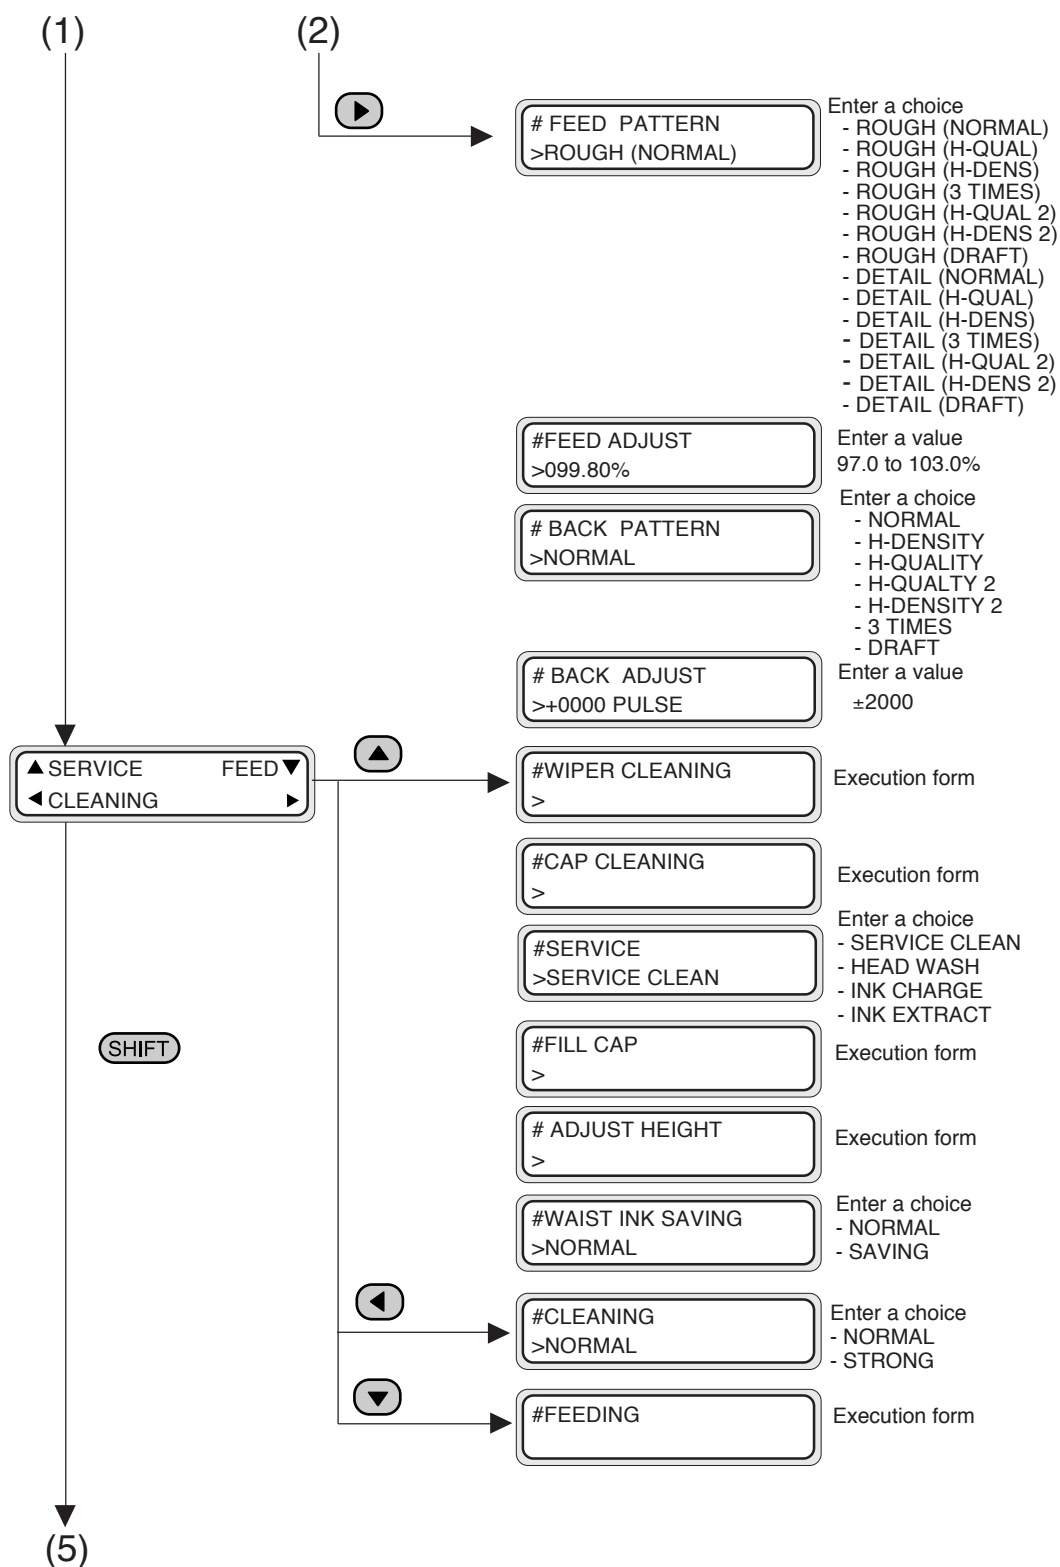 (1)
(2)
# FEED PATTERN
>ROUGH (NORMAL)
Enter a choice
- ROUGH (NORMAL)
- ROUGH (H-QUAL)
- ROUGH (H-DENS)
- ROUGH (3 TIMES)
- ROUGH (H-QUAL 2)
- ROUGH (H-DENS 2)
- ROUGH (DRAFT)
- DETAIL (NORMAL)
- DETAIL (H-QUAL)
- DETAIL (H-DENS)
- DETAIL (3 TIMES)
- DETAIL (H-QUAL 2)
- DETAIL (H-DENS 2)
- DETAIL (DRAFT)
#FEED ADJUST
>099.80%
Enter a value
97.0 to 103.0%
# BACK PATTERN
>NORMAL
Enter a choice
- NORMAL
- H-DENSITY
- H-QUALITY
- H-QUALTY 2
- H-DENSITY 2
- 3 TIMES
- DRAFT
# BACK ADJUST
>+0000 PULSE
Enter a value
±2000
▲SERVICE FEED▼
◀CLEANING ▶
#WIPER CLEANING
>
Execution form
#CAP CLEANING
>
Execution form
#SERVICE
>SERVICE CLEAN
Enter a choice
- SERVICE CLEAN
- HEAD WASH
- INK CHARGE
- INK EXTRACT
SHIFT
#FILL CAP
>
Execution form
# ADJUST HEIGHT
>
Execution form
#WAIST INK SAVING
>NORMAL
Enter a choice
- NORMAL
- SAVING
#CLEANING
>NORMAL
Enter a choice
- NORMAL
- STRONG
#FEEDING
Execution form
(5)